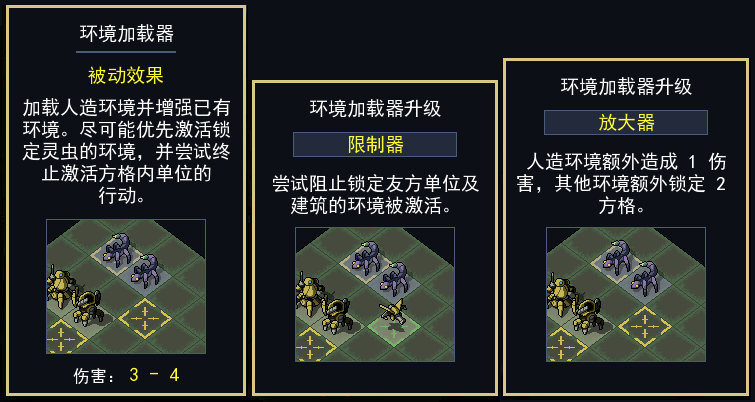 环境加载器
被动效果
加载人造环境并增强已有
环境。尽可能优先激活锁
定灵虫的环境，并尝试终
止激活方格内单位的
行动。
伤害: 3 - 4
环境加载器升级
限制器
尝试阻止锁定友方单位及
建筑的环境被激活。
环境加载器升级
放大器
人造环境额外造成 1 伤
害，其他环境额外锁定 2
方格。